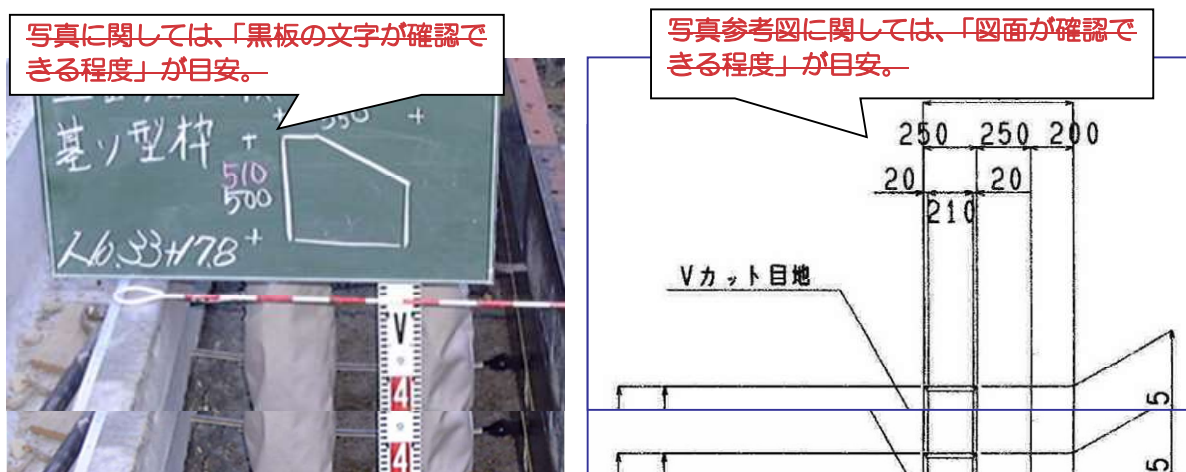 写真に関しては、「黒板の文字が確認で
きる程度」が目安。
基ソ型枠
510
500
No.33+17.8
V
4
4
写真参考図に関しては、「図面が確認で
きる程度」が目安。
250 250 200
20 20
210
Vカット目地
5
5